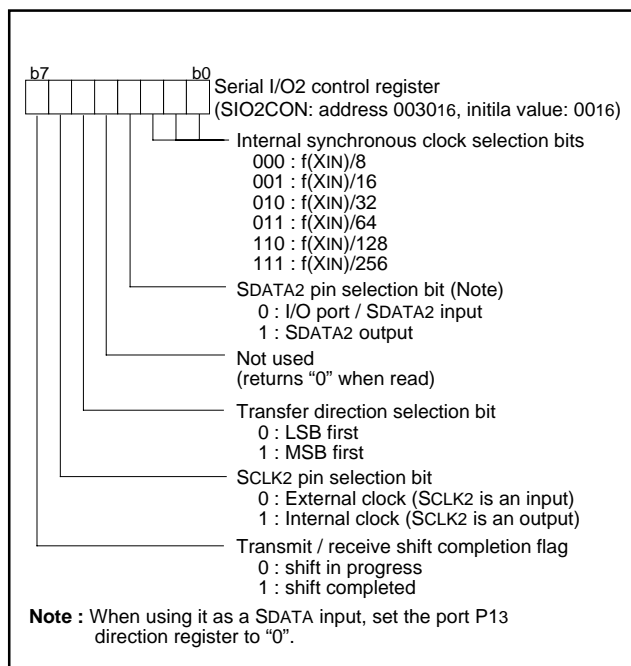 b7 b0
Serial I/O2 control register
(SIO2CON: address 003016, initila value: 0016)
Internal synchronous clock selection bits
000 : f(XIN)/8
001 : f(XIN)/16
010 : f(XIN)/32
011 : f(XIN)/64
110 : f(XIN)/128
111 : f(XIN)/256
SDATA2 pin selection bit (Note)
0 : I/O port / SDATA2 input
1 : SDATA2 output
Not used
(returns “0” when read)
Transfer direction selection bit
0 : LSB first
1 : MSB first
SCLK2 pin selection bit
0 : External clock (SCLK2 is an input)
1 : Internal clock (SCLK2 is an output)
Transmit / receive shift completion flag
0 : shift in progress
1 : shift completed
Note : When using it as a SDATA input, set the port P13
direction register to “0”.